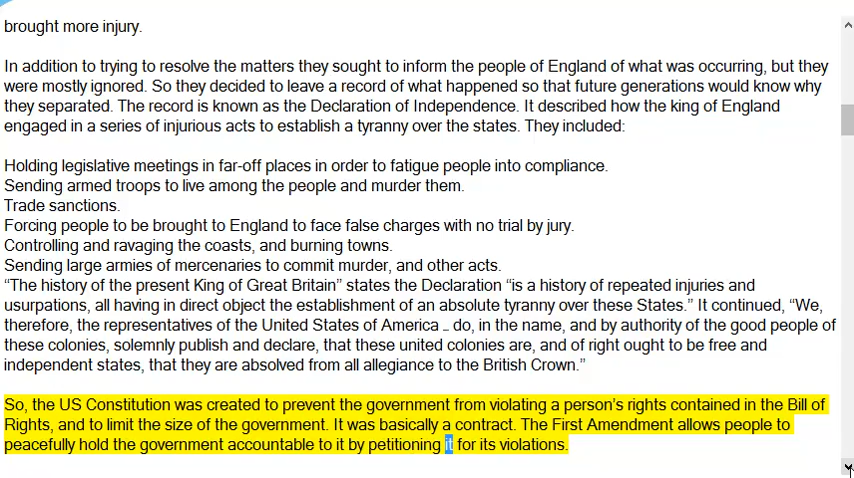 brought more injury.
In addition to trying to resolve the matters they sought to inform the people of England of what was occurring, but they
were mostly ignored. So they decided to leave a record of what happened so that future generations would know why
they separated. The record is known as the Declaration of Independence. It described how the king of England
engaged in a series of injurious acts to establish a tyranny over the states. They included:
Holding legislative meetings in far-off places in order to fatigue people into compliance.
Sending armed troops to live among the people and murder them.
Trade sanctions.
Forcing people to be brought to England to face false charges with no trial by jury.
Controlling and ravaging the coasts, and burning towns.
Sending large armies of mercenaries to commit murder, and other acts.
“The history of the present King of Great Britain” states the Declaration “is a history of repeated injuries and
usurpations, all having in direct object the establishment of an absolute tyranny over these States.” It continued, “We,
therefore, the representatives of the United States of America ... do, in the name, and by authority of the good people of
these colonies, solemnly publish and declare, that these united colonies are, and of right ought to be free and
independent states, that they are absolved from all allegiance to the British Crown.”
So, the US Constitution was created to prevent the government from violating a person's rights contained in the Bill of
Rights, and to limit the size of the government. It was basically a contract. The First Amendment allows people to
peacefully hold the government accountable to it by petitioning it for its violations.